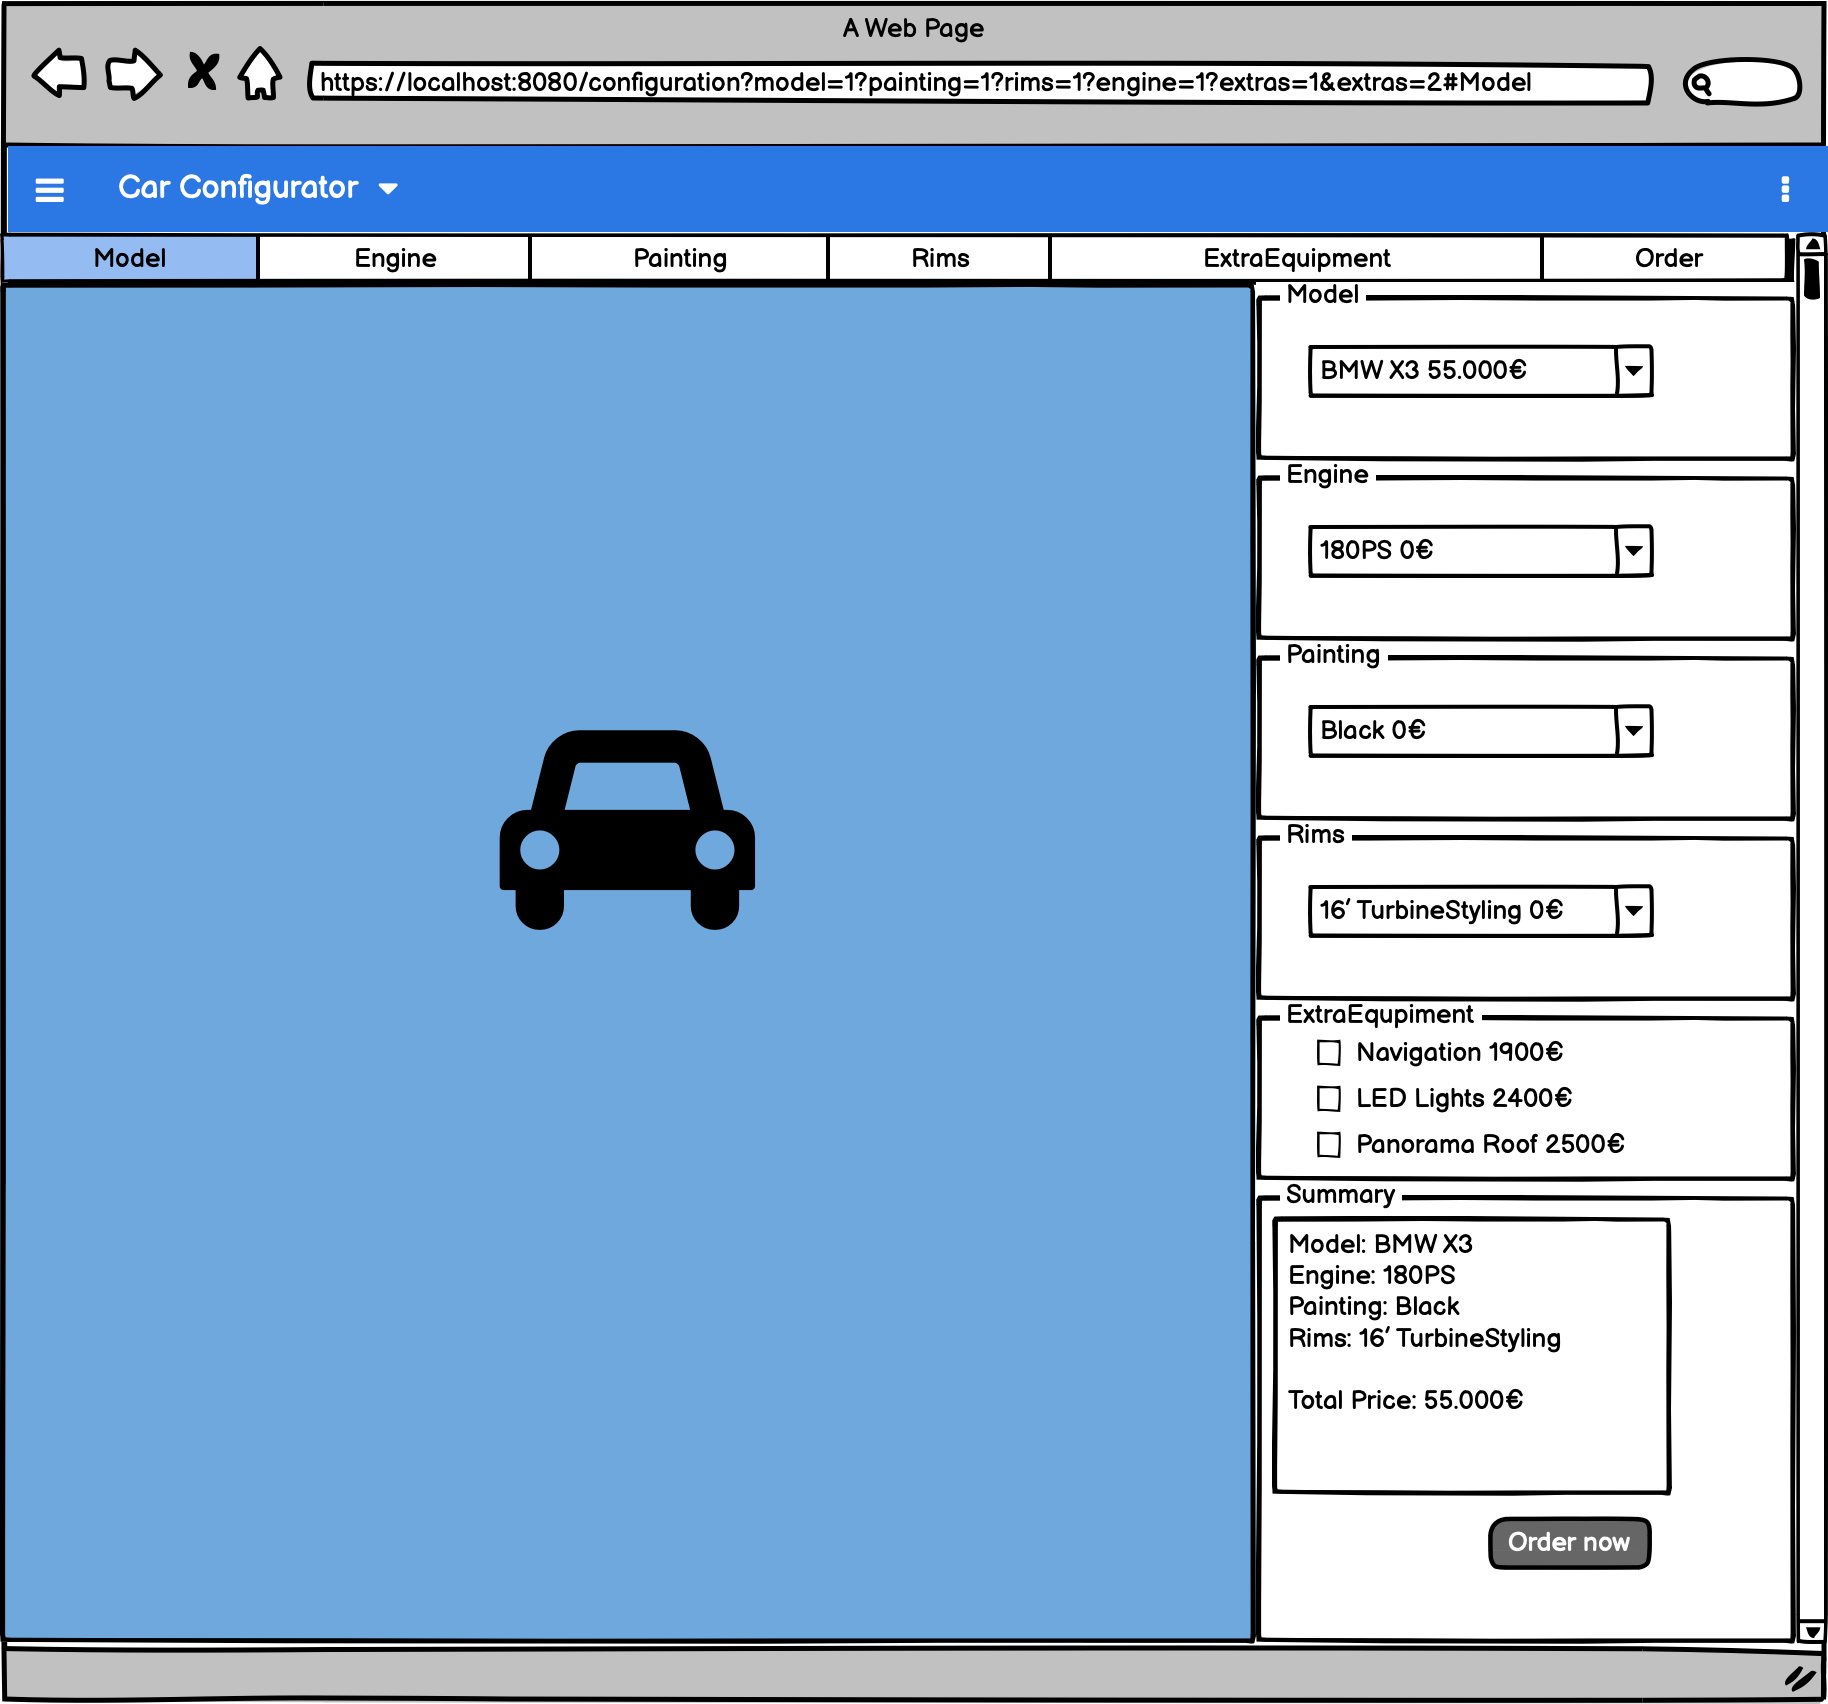 A Web Page
https://localhost:8080/configuration?model=1?painting=1?rims=1?engine=1?extras=1&extras=2#Model
Car Configurator
Model Engine Painting Rims ExtraEquipment Order
Model
BMW X3 55.000€
Engine
180PS 0€
Painting
Black 0€
Rims
16' TurbineStyling 0€
ExtraEqupiment
Navigation 1900€
LED Lights 2400€
Panorama Roof 2500€
Summary
Model: BMW X3
Engine: 180PS
Painting: Black
Rims: 16' TurbineStyling
Total Price: 55.000€
Order now